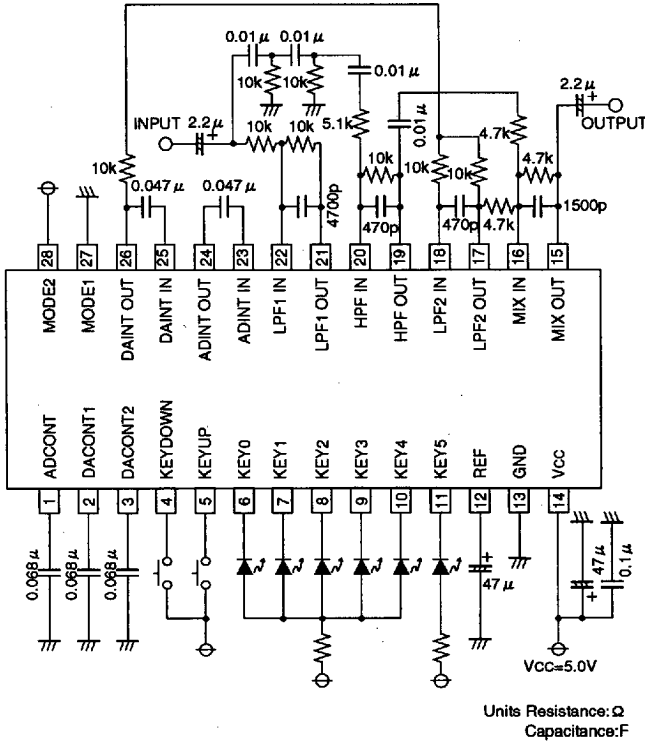 0.01μ 0.01μ
10k 10k
0.01μ
2.2μ
INPUT 2.2μ +
+
OUTPUT
10k 10k
5.1k
0.01μ
4.7k
10k
0.047μ 0.047μ
4700p
10k
470p
10k 10k
470p
4.7k
4.7k
1500p
28 27 26 25 24 23 22 21 20 19 18 17 16 15
MODE2
MODE1
DAINT OUT
DAINT IN
ADINT OUT
ADINT IN
LPF1 IN
LPF1 OUT
HPF IN
HPF OUT
LPF2 IN
LPF2 OUT
MIX IN
MIX OUT
ADCONT
DACONT1
DACONT2
KEYDOWN
KEYUP
KEY0
KEY1
KEY2
KEY3
KEY4
KEY5
REF
GND
Vcc
1 2 3 4 5 6 7 8 9 10 11 12 13 14
0.068μ
0.068μ
0.068μ
+
47μ
47μ
+
0.1μ
Vcc=5.0V
Units Resistance:Ω
Capacitance:F